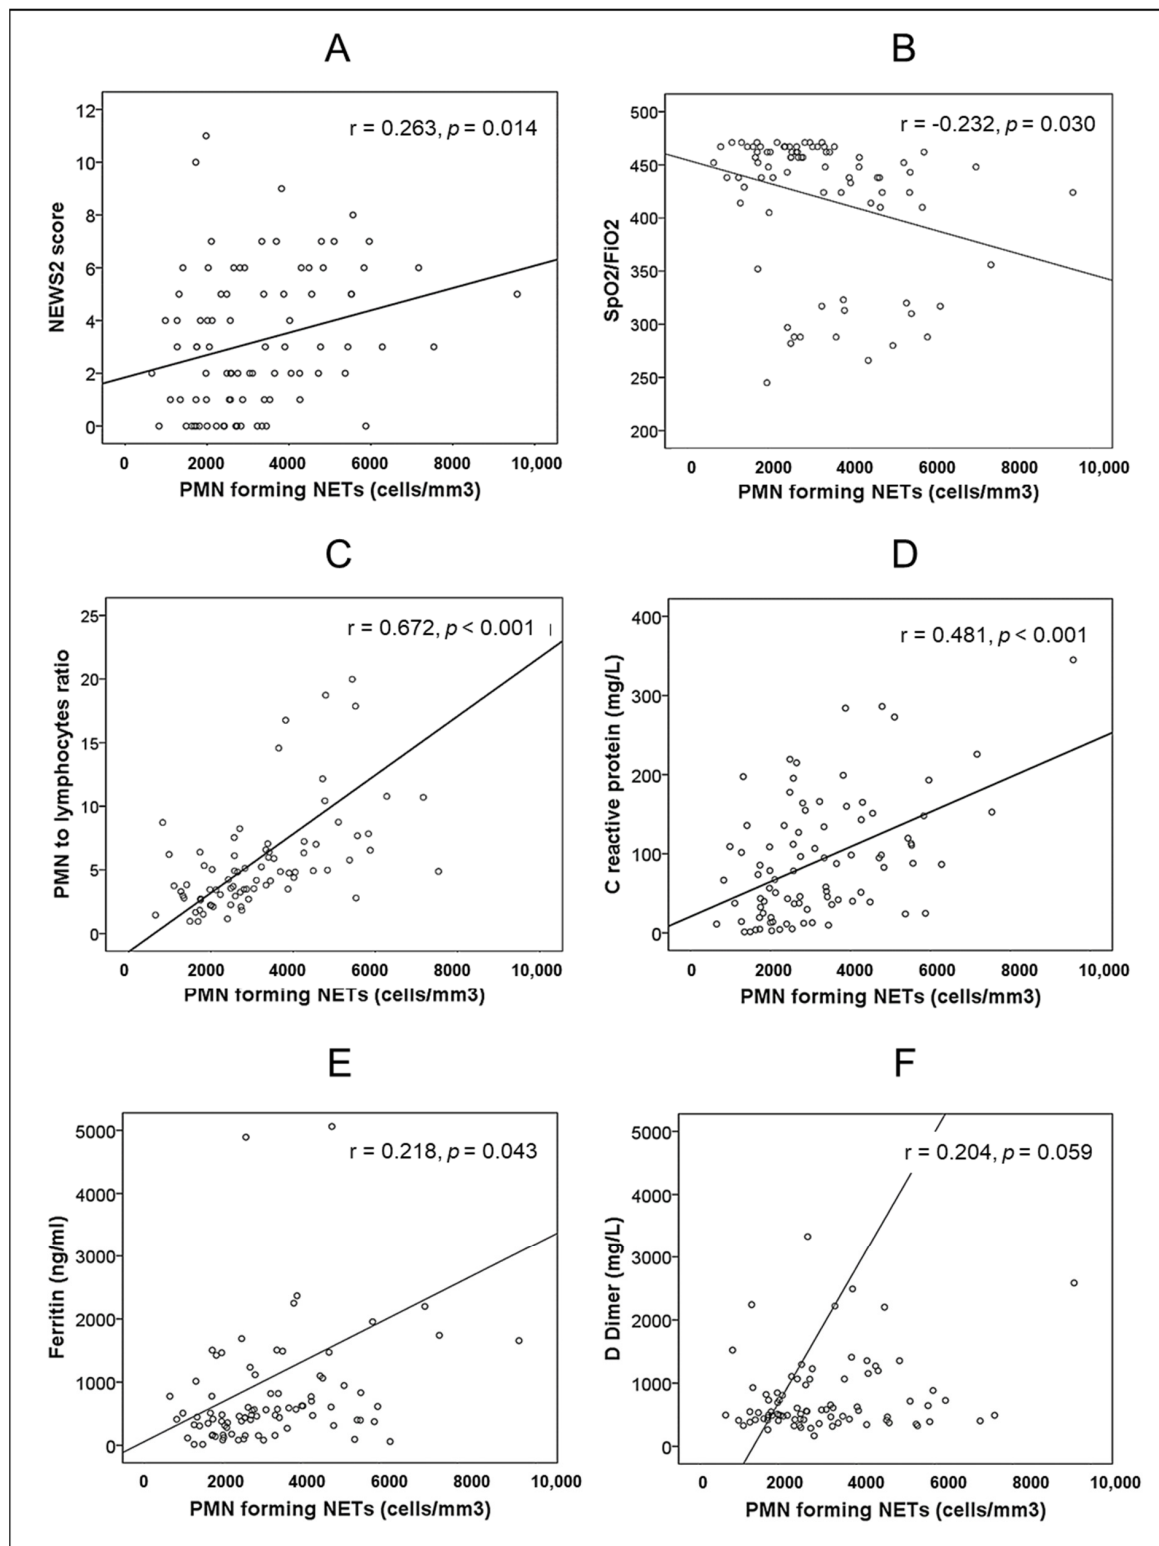 A
B
NEWS2 score
12
10
8
6
4
2
0
r = 0.263, p = 0.014
0 2000 4000 6000 8000 10,000
PMN forming NETs (cells/mm3)
SpO2/FiO2
500
450
400
350
300
250
200
r = -0.232, p = 0.030
0 2000 4000 6000 8000 10,000
PMN forming NETs (cells/mm3)
C
D
PMN to lymphocytes ratio
25
20
15
10
5
0
r = 0.672, p < 0.001
0 2000 4000 6000 8000 10,000
PMN forming NETs (cells/mm3)
C reactive protein (mg/L)
400
300
200
100
0
r = 0.481, p < 0.001
0 2000 4000 6000 8000 10,000
PMN forming NETs (cells/mm3)
E
F
Ferritin (ng/ml)
5000
4000
3000
2000
1000
0
r = 0.218, p = 0.043
0 2000 4000 6000 8000 10,000
PMN forming NETs (cells/mm3)
D Dimer (mg/L)
5000
4000
3000
2000
1000
0
r = 0.204, p = 0.059
0 2000 4000 6000 8000 10,000
PMN forming NETs (cells/mm3)